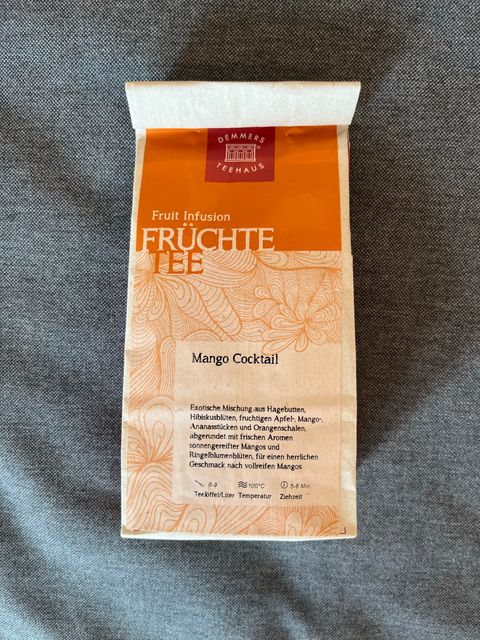 DEMMERS
TEEHAUS
Fruit Infusion
FRÜCHTE
TEE
Mango Cocktail
Exotische Mischung aus Hagebutten,
Hibiskusblüten, fruchtigen Apfel-, Mango-,
Ananasstücken und Orangenschalen,
abgerundet mit frischen Aromen
sonnengereifter Mangos und
Ringelblumenblüten, für einen herrlichen
Geschmack nach vollreifen Mangos.
8-9 100°C 5-8 Min
Teelöffel/Liter Temperatur Ziehzeit